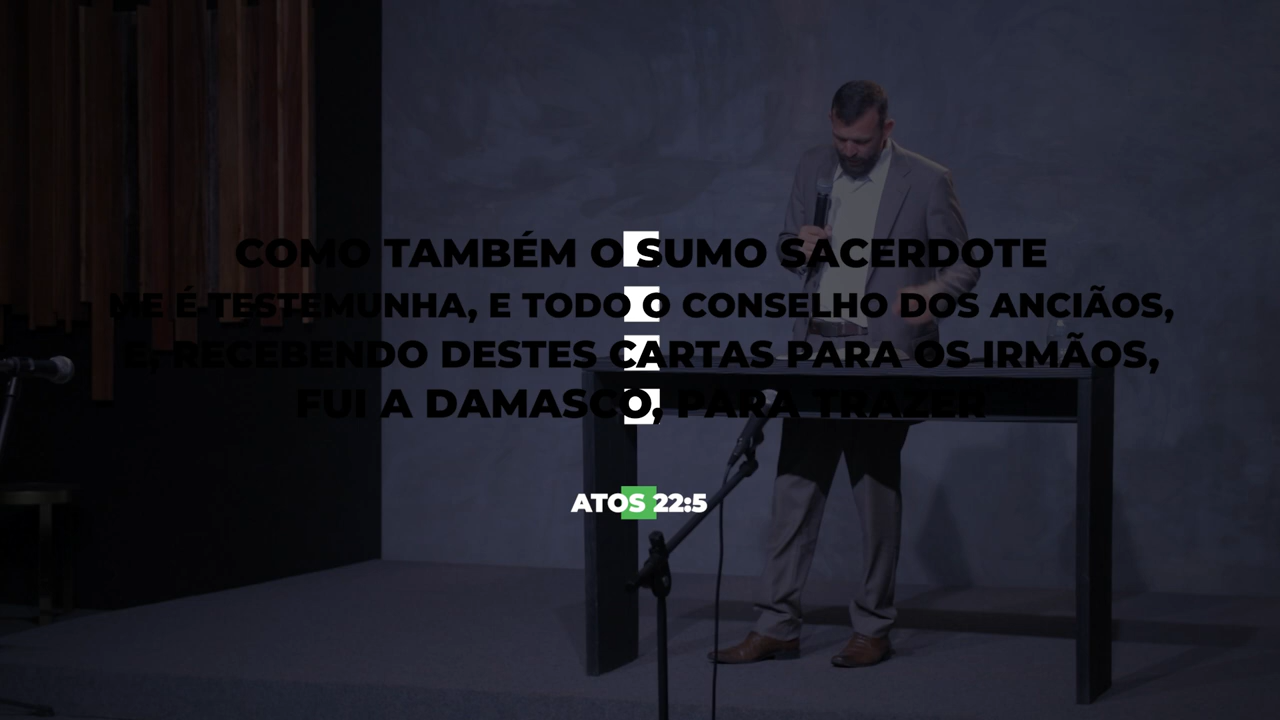 COMO TAMBÉM O SUMO SACERDOTE
ME É TESTEMUNHA, E TODO O CONSELHO DOS ANCIÃOS,
E, RECEBENDO DESTES CARTAS PARA OS IRMÃOS,
FUI A DAMASCO, PARA TRAZER
ATOS 22:5